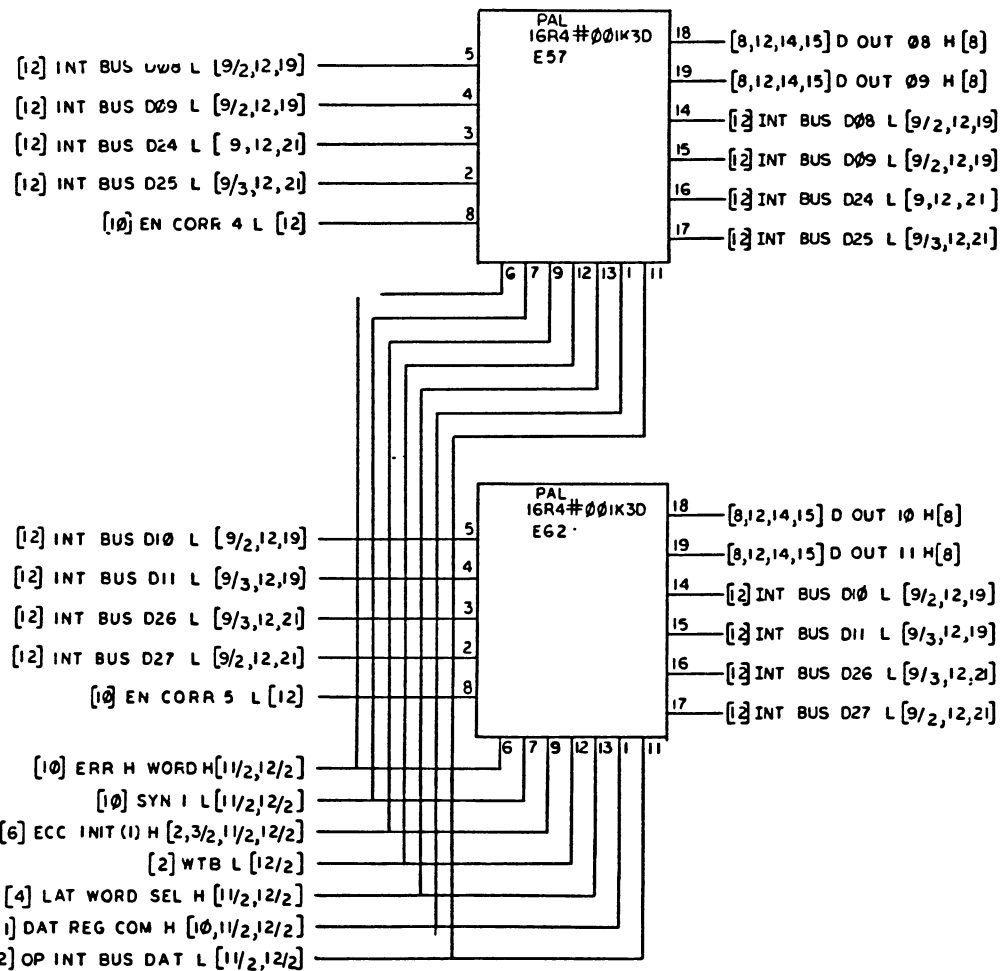 PAL
16R4#ØØ1K3D
E57
[12] INT BUS D08 L [9/2,12,19] 5
[12] INT BUS DØ9 L [9/2,12,19] 4
[12] INT BUS D24 L [ 9,12,21] 3
[12] INT BUS D25 L [9/3,12,21] 2
[1Ø] EN CORR 4 L [12] 8
18 [8,12,14,15] D OUT Ø8 H [8]
19 [8,12,14,15] D OUT Ø9 H [8]
14 [12] INT BUS DØ8 L [9/2,12,19]
15 [12] INT BUS DØ9 L [9/2,12,19]
16 [12] INT BUS D24 L [9,12,21]
17 [12] INT BUS D25 L [9/3,12,21]
6 7 9 12 13 1 11
PAL
16R4#ØØ1K3D
E62
[12] INT BUS D1Ø L [9/2,12,19] 5
[12] INT BUS D11 L [9/3,12,19] 4
[12] INT BUS D26 L [9/3,12,21] 3
[12] INT BUS D27 L [9/2,12,21] 2
[1Ø] EN CORR 5 L [12] 8
18 [8,12,14,15] D OUT 1Ø H[8]
19 [8,12,14,15] D OUT 11 H[8]
14 [12] INT BUS D1Ø L [9/2,12,19]
15 [12] INT BUS D11 L [9/3,12,19]
16 [12] INT BUS D26 L [9/3,12,21]
17 [12] INT BUS D27 L [9/2,12,21]
6 7 9 12 13 1 11
[1Ø] ERR H WORD H[11/2,12/2]
[1Ø] SYN 1 L[11/2,12/2]
[6] ECC INIT(1) H [2,3/2,11/2,12/2]
[2] WTB L [12/2]
[4] LAT WORD SEL H [11/2,12/2]
1] DAT REG COM H [1Ø,11/2,12/2]
2] OP INT BUS DAT L [11/2,12/2]